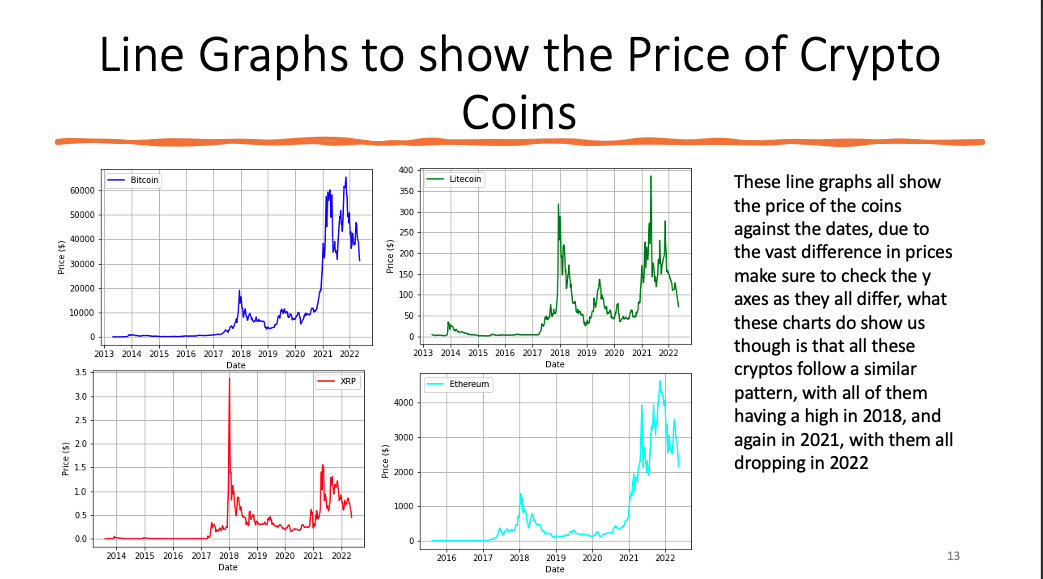 Line Graphs to show the Price of Crypto
Coins
Bitcoin
60000
50000
40000
30000
20000
10000
0
Price ($)
2013 2014 2015 2016 2017 2018 2019 2020 2021 2022
Date
Litecoin
400
350
300
250
200
150
100
50
0
Price ($)
2013 2014 2015 2016 2017 2018 2019 2020 2021 2022
Date
XRP
3.5
3.0
2.5
2.0
1.5
1.0
0.5
0.0
Price ($)
2014 2015 2016 2017 2018 2019 2020 2021 2022
Date
Ethereum
4000
3000
2000
1000
0
Price ($)
2016 2017 2018 2019 2020 2021 2022
Date
These line graphs all show
the price of the coins
against the dates, due to
the vast difference in prices
make sure to check the y
axes as they all differ, what
these charts do show us
though is that all these
cryptos follow a similar
pattern, with all of them
having a high in 2018, and
again in 2021, with them all
dropping in 2022
13